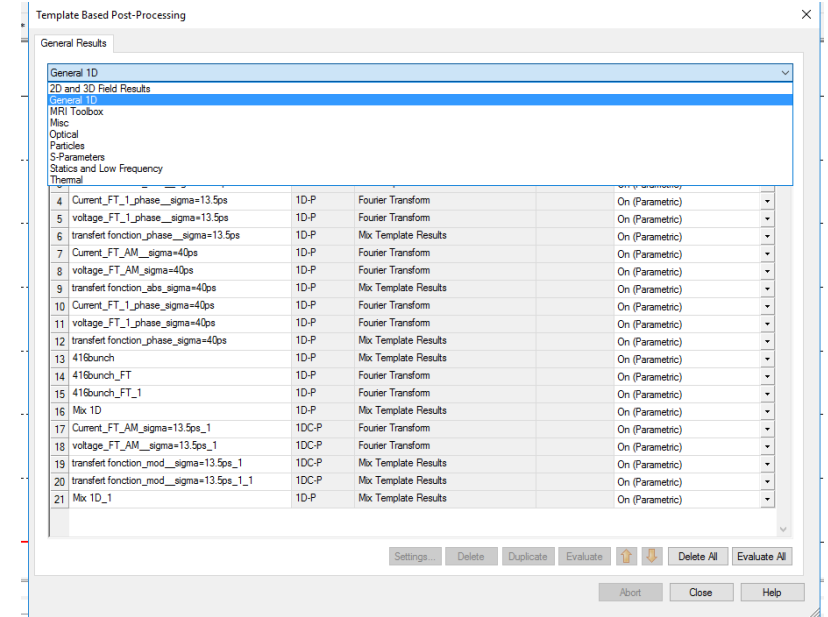 Template Based Post-Processing
General Results
General 1D
2D and 3D Field Results
General 1D
MRI Toolbox
Misc
Optical
Particles
S-Parameters
Statics and Low Frequency
Thermal
4 Current_FT_1_phase__sigma=13.5ps 1D-P Fourier Transform On (Parametric)
5 voltage_FT_1_phase__sigma=13.5ps 1D-P Fourier Transform On (Parametric)
6 transfert fonction_phase__sigma=13.5ps 1D-P Mix Template Results On (Parametric)
7 Current_FT_AM__sigma=40ps 1D-P Fourier Transform On (Parametric)
8 voltage_FT_AM_sigma=40ps 1D-P Fourier Transform On (Parametric)
9 transfert fonction_abs_sigma=40ps 1D-P Mix Template Results On (Parametric)
10 Current_FT_1_phase_sigma=40ps 1D-P Fourier Transform On (Parametric)
11 voltage_FT_1_phase_sigma=40ps 1D-P Fourier Transform On (Parametric)
12 transfert fonction_phase_sigma=40ps 1D-P Mix Template Results On (Parametric)
13 416bunch 1D-P Mix Template Results On (Parametric)
14 416bunch_FT 1D-P Fourier Transform On (Parametric)
15 416bunch_FT_1 1D-P Fourier Transform On (Parametric)
16 Mix 1D 1D-P Mix Template Results On (Parametric)
17 Current_FT_AM_sigma=13.5ps_1 1DC-P Fourier Transform On (Parametric)
18 voltage_FT_AM__sigma=13.5ps_1 1DC-P Fourier Transform On (Parametric)
19 transfert fonction_mod__sigma=13.5ps_1 1DC-P Mix Template Results On (Parametric)
20 transfert fonction_mod__sigma=13.5ps_1_1 1DC-P Mix Template Results On (Parametric)
21 Mix 1D_1 1D-P Mix Template Results On (Parametric)
Settings... Delete Duplicate Evaluate Delete All Evaluate All
Abort Close Help